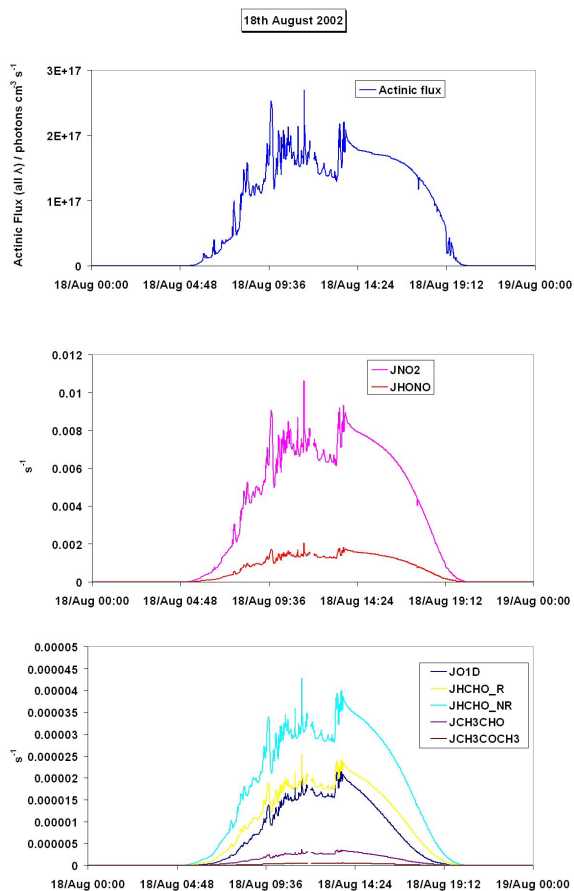 18th August 2002
Actinic Flux (all λ) / photons cm³ s⁻¹
3E+17
2E+17
1E+17
0
Actinic flux
18/Aug 00:00 18/Aug 04:48 18/Aug 09:36 18/Aug 14:24 18/Aug 19:12 19/Aug 00:00
s⁻¹
0.012
0.01
0.008
0.006
0.004
0.002
0
JNO2
JHONO
18/Aug 00:00 18/Aug 04:48 18/Aug 09:36 18/Aug 14:24 18/Aug 19:12 19/Aug 00:00
s⁻¹
0.00005
0.000045
0.00004
0.000035
0.00003
0.000025
0.00002
0.000015
0.00001
0.000005
0
JO1D
JHCHO_R
JHCHO_NR
JCH3CHO
JCH3COCH3
18/Aug 00:00 18/Aug 04:48 18/Aug 09:36 18/Aug 14:24 18/Aug 19:12 19/Aug 00:00